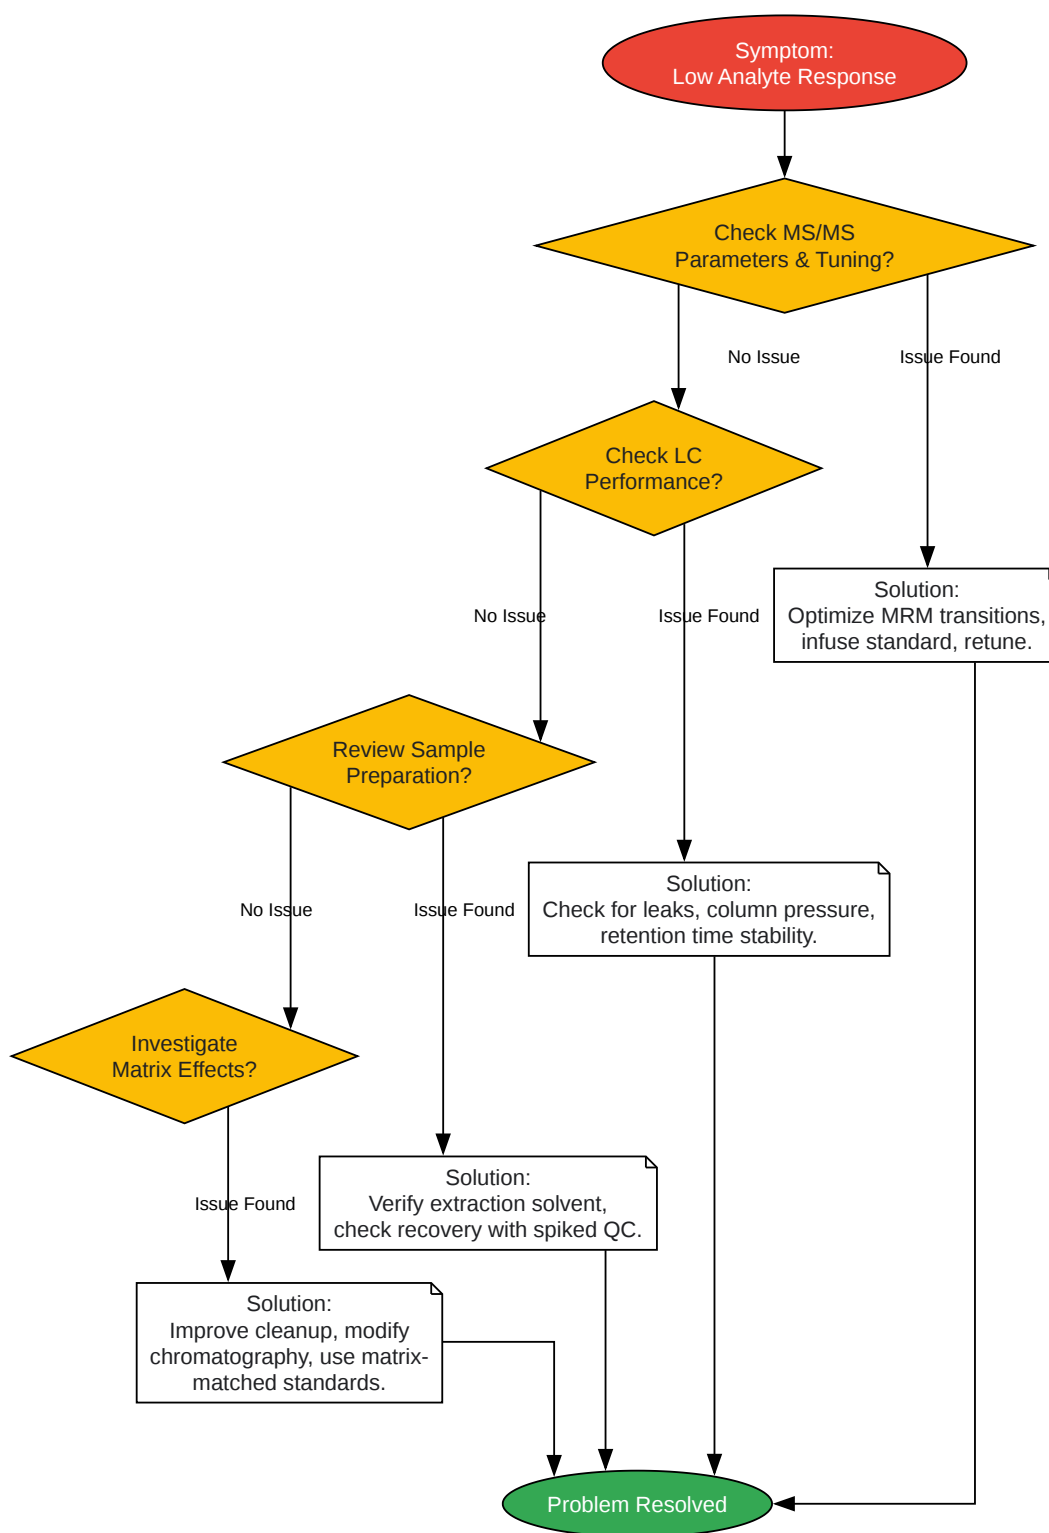 Symptom:
Low Analyte Response
Check MS/MS
Parameters & Tuning?
No Issue
Issue Found
Check LC
Performance?
Solution:
Optimize MRM transitions,
infuse standard, retune.
No Issue
Issue Found
Review Sample
Preparation?
Solution:
Check for leaks, column pressure,
retention time stability.
No Issue
Issue Found
Investigate
Matrix Effects?
Solution:
Verify extraction solvent,
check recovery with spiked QC.
Issue Found
Solution:
Improve cleanup, modify
chromatography, use matrix-
matched standards.
Problem Resolved